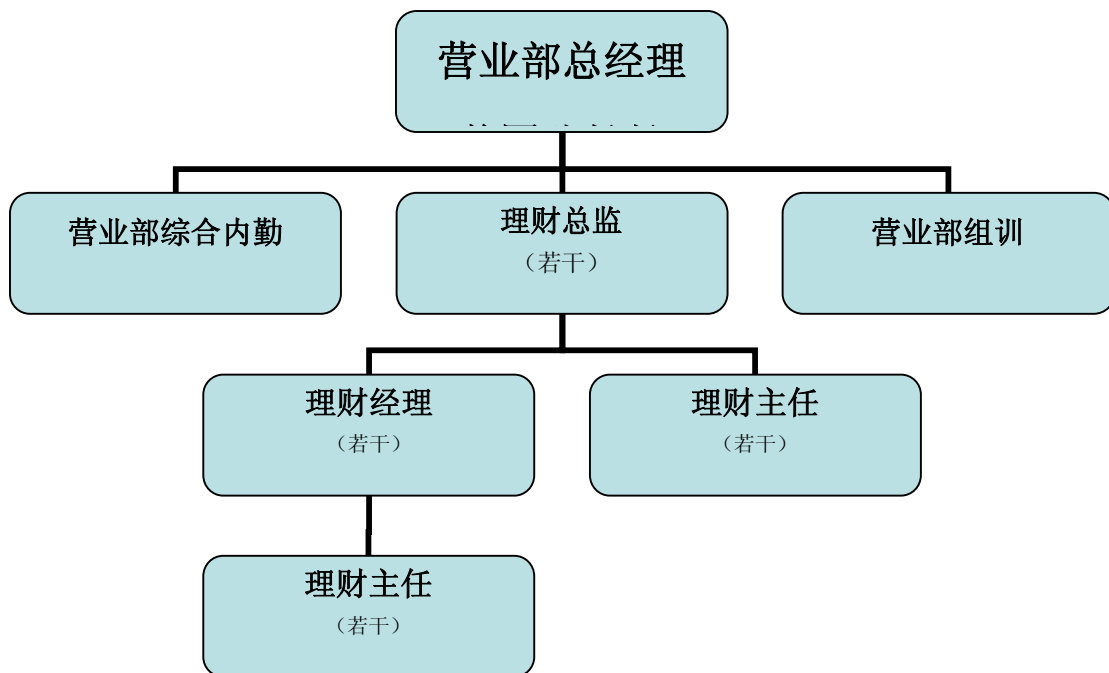 营业部总经理
营业部综合内勤
理财总监
（若干）
营业部组训
理财经理
（若干）
理财主任
（若干）
理财主任
（若干）